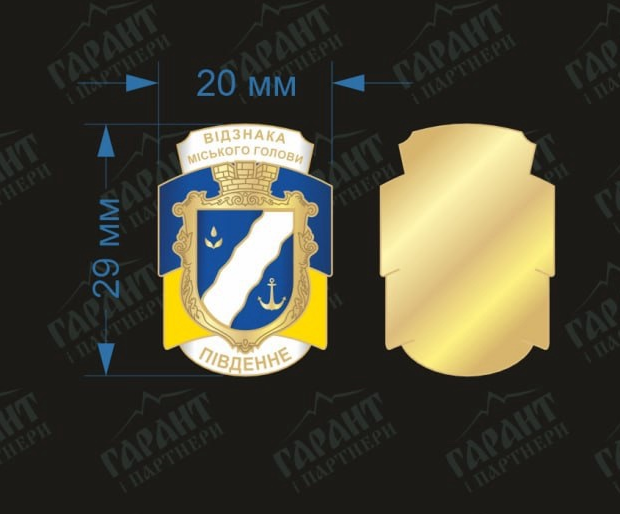 20 мм
29 мм
ВІДЗНАКА
МІСЬКОГО ГОЛОВИ
ПІВДЕННЕ
ГАРАНТ
І ПАРТНЕРИ